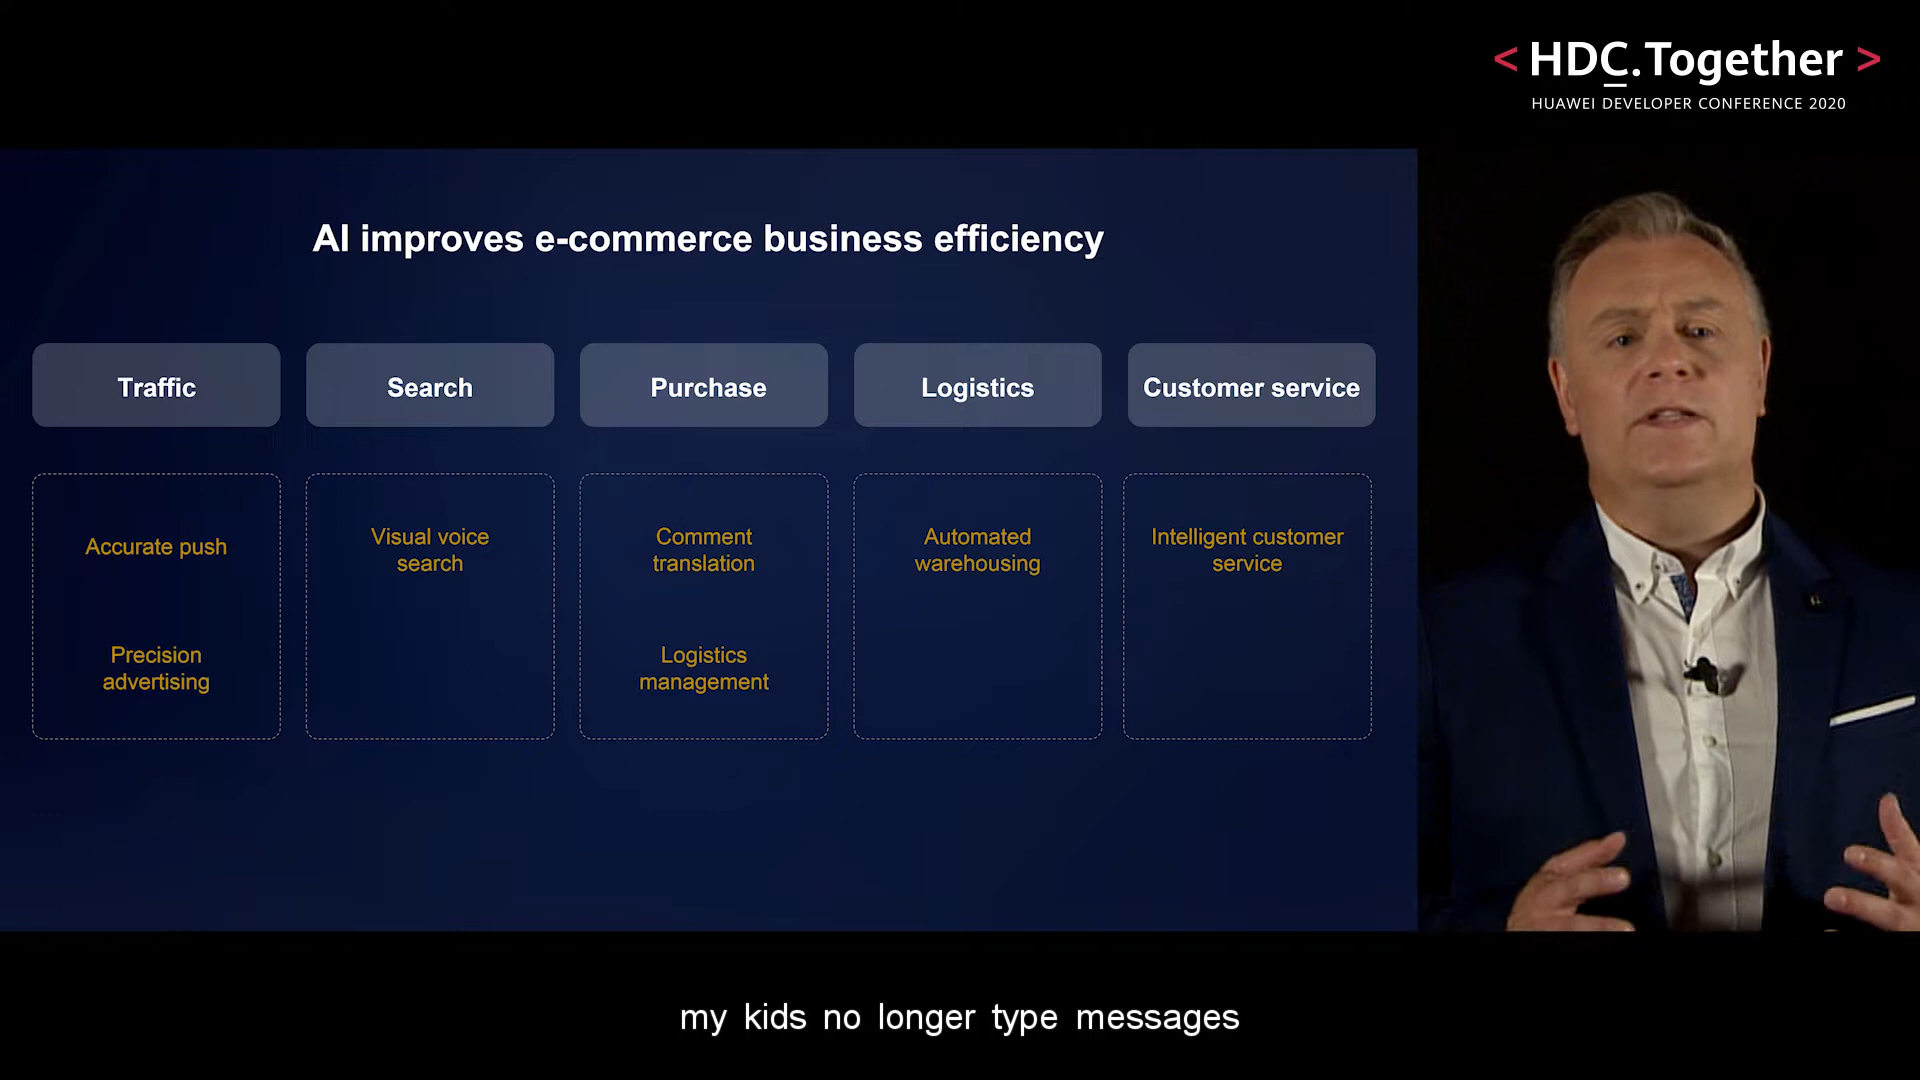 < HDC.Together >
HUAWEI DEVELOPER CONFERENCE 2020
AI improves e-commerce business efficiency
Traffic
Search
Purchase
Logistics
Customer service
Accurate push
Precision
advertising
Visual voice
search
Comment
translation
Logistics
management
Automated
warehousing
Intelligent customer
service
my kids no longer type messages